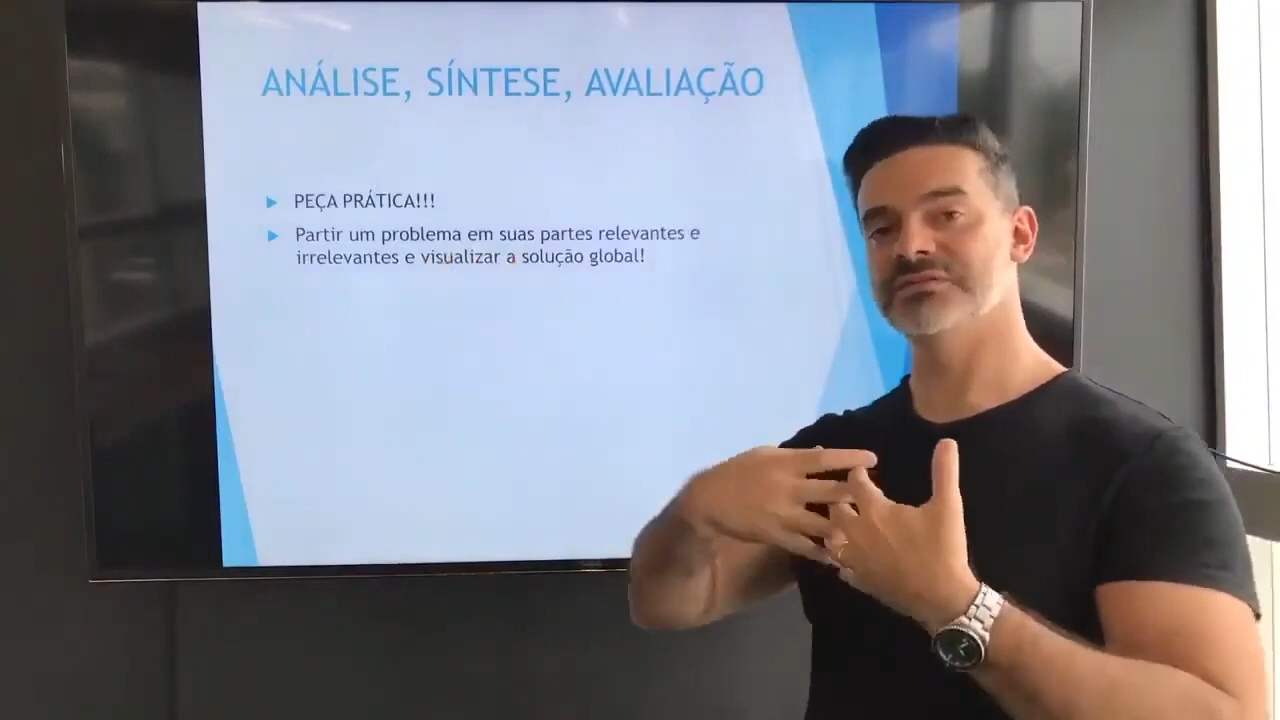 ANÁLISE, SÍNTESE, AVALIAÇÃO
PEÇA PRÁTICA!!!
Partir um problema em suas partes relevantes e
irrelevantes e visualizar a solução global!